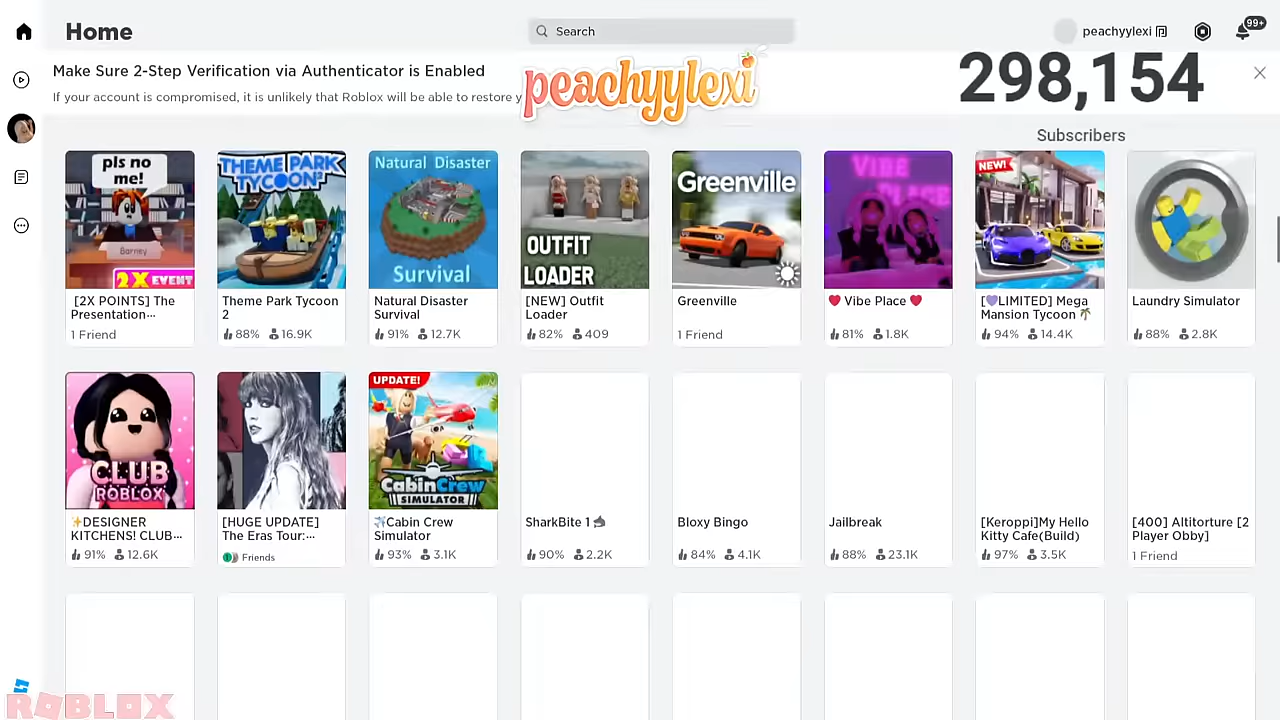 Home
Search
peachyylexi
99+
Make Sure 2-Step Verification via Authenticator is Enabled
If your account is compromised, it is unlikely that Roblox will be able to restore y
peachyylexi
298,154
Subscribers
pls no
me!
Barney
2X EVENT
THEME PARK
TYCOON 2
Natural Disaster
Survival
OUTFIT
LOADER
Greenville
VIBE
PLACE
NEW!
[2X POINTS] The
Presentation...
1 Friend
Theme Park Tycoon
2
88% 16.9K
Natural Disaster
Survival
91% 12.7K
[NEW] Outfit
Loader
82% 409
Greenville
1 Friend
❤️ Vibe Place ❤️
81% 1.8K
[💜LIMITED] Mega
Mansion Tycoon 🌴
94% 14.4K
Laundry Simulator
88% 2.8K
CLUB
ROBLOX
UPDATE!
CabinCrew
SIMULATOR
✨DESIGNER
KITCHENS! CLUB...
91% 12.6K
[HUGE UPDATE]
The Eras Tour:...
Friends
✈️Cabin Crew
Simulator
93% 3.1K
SharkBite 1 🦈
90% 2.2K
Bloxy Bingo
84% 4.1K
Jailbreak
88% 23.1K
[Keroppi]My Hello
Kitty Cafe(Build)
97% 3.5K
[400] Altitorture [2
Player Obby]
1 Friend
ROBLOX